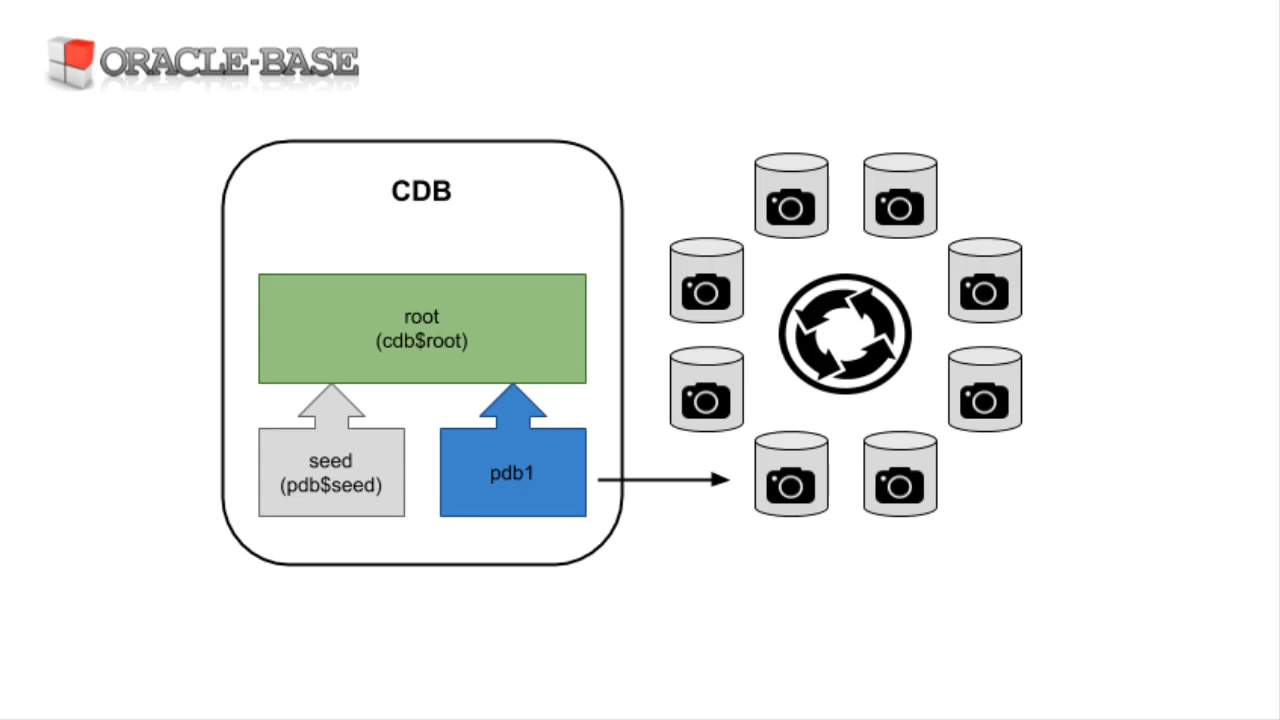 ORACLE-BASE
CDB
root
(cdb$root)
seed
(pdb$seed)
pdb1